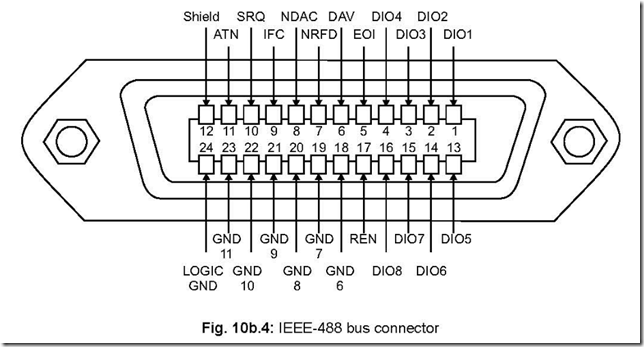 Shield SRQ NDAC DAV DIO4 DIO2
ATN IFC NRFD EOI DIO3 DIO1
12 11 10 9 8 7 6 5 4 3 2 1
24 23 22 21 20 19 18 17 16 15 14 13
GND 11 GND 9 GND 7 REN DIO7 DIO5
LOGIC GND GND 10 GND 8 GND 6 DIO8 DIO6
Fig. 10b.4: IEEE-488 bus connector